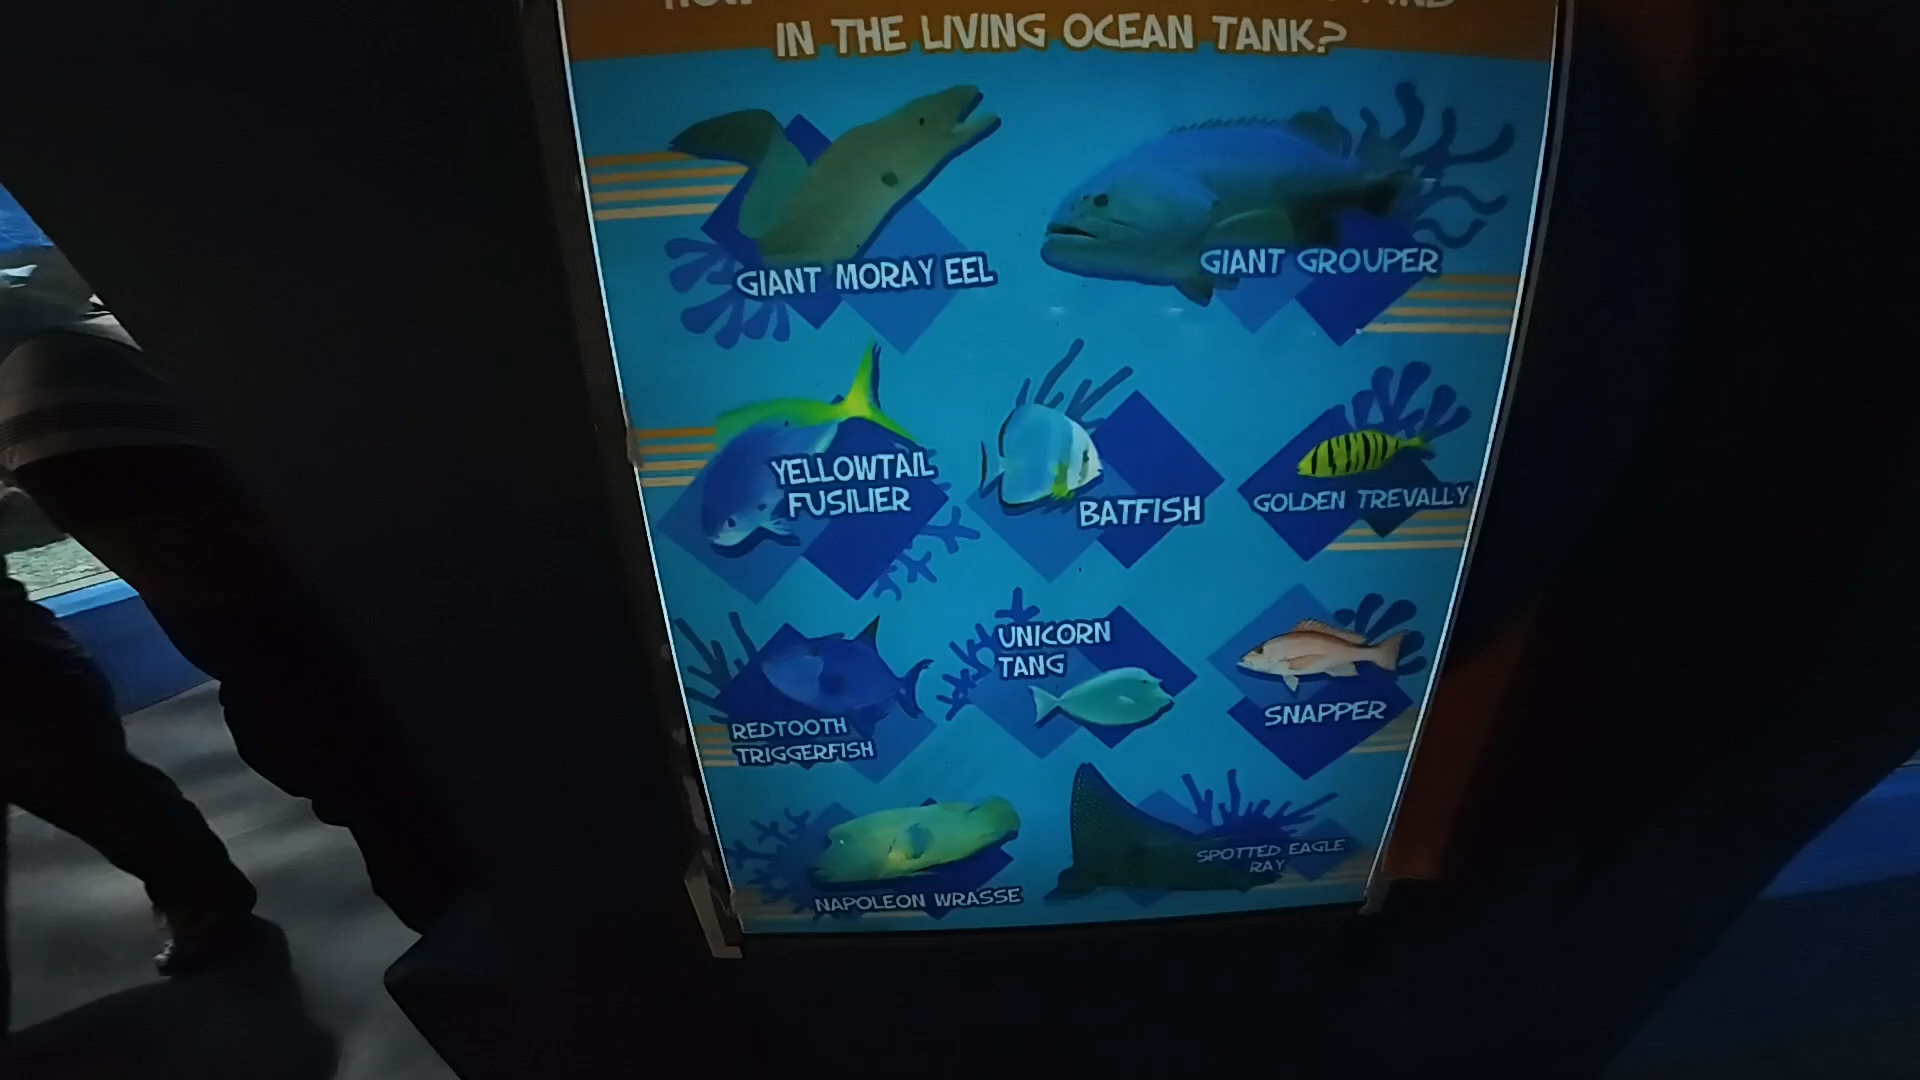 IN THE LIVING OCEAN TANK?
GIANT MORAY EEL
GIANT GROUPER
YELLOWTAIL
FUSILIER
BATFISH
GOLDEN TREVALLY
REDTOOTH
TRIGGERFISH
UNICORN
TANG
SNAPPER
NAPOLEON WRASSE
SPOTTED EAGLE
RAY